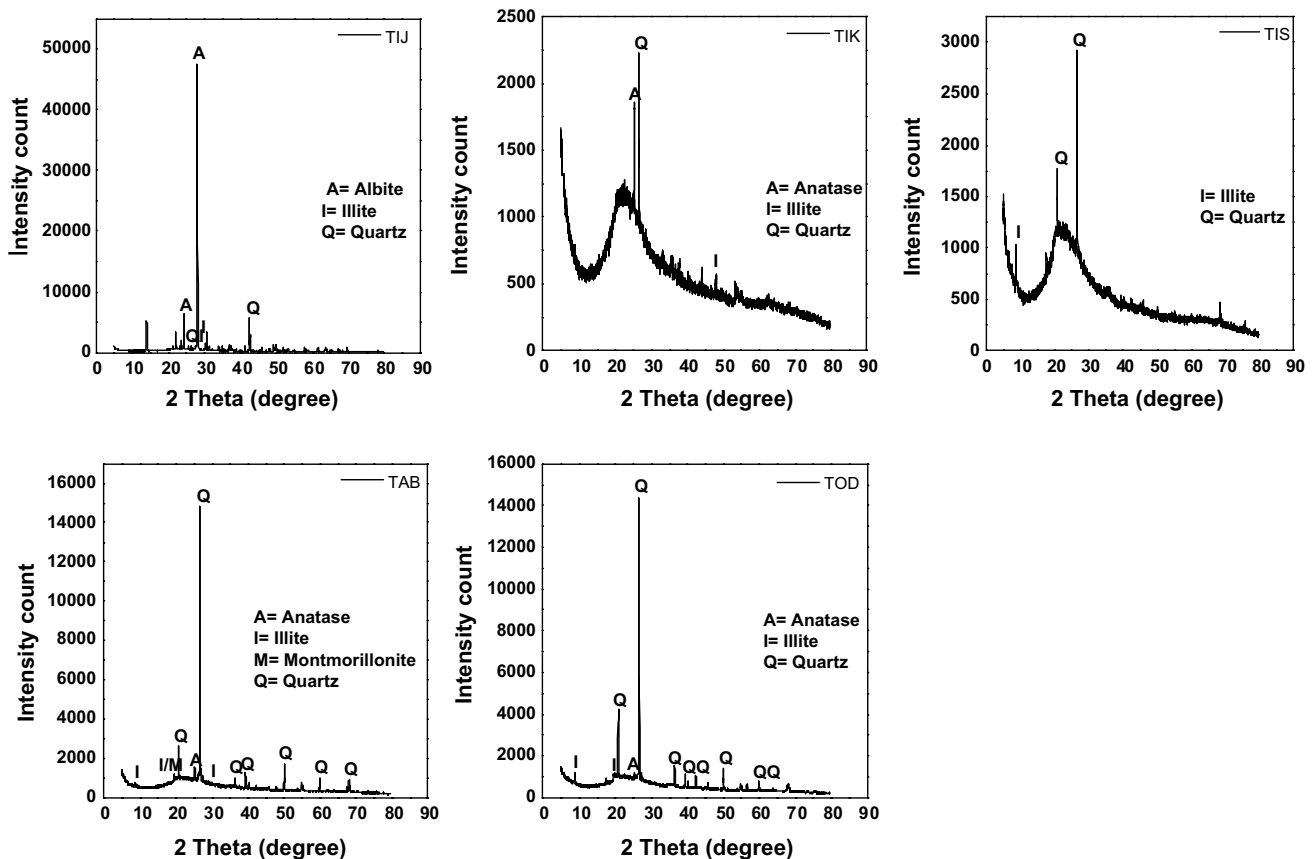 TIJ
50000
40000
30000
20000
10000
0
Intensity count
A
A
Q
I
I
Q
A= Albite
I= Illite
Q= Quartz
0 10 20 30 40 50 60 70 80 90
2 Theta (degree)
TIK
2500
2000
1500
1000
500
0
Intensity count
Q
A
I
A= Anatase
I= Illite
Q= Quartz
0 10 20 30 40 50 60 70 80 90
2 Theta (degree)
TIS
3000
2500
2000
1500
1000
500
0
Intensity count
Q
Q
I
I= Illite
Q= Quartz
0 10 20 30 40 50 60 70 80 90
2 Theta (degree)
TAB
16000
14000
12000
10000
8000
6000
4000
2000
0
Intensity count
Q
A= Anatase
I= Illite
M= Montmorillonite
Q= Quartz
I I/M Q A I Q Q Q Q Q
0 10 20 30 40 50 60 70 80 90
2 Theta (degree)
TOD
16000
14000
12000
10000
8000
6000
4000
2000
0
Intensity count
Q
A= Anatase
I= Illite
Q= Quartz
Q
I I A Q QQ Q QQ
0 10 20 30 40 50 60 70 80 90
2 Theta (degree)